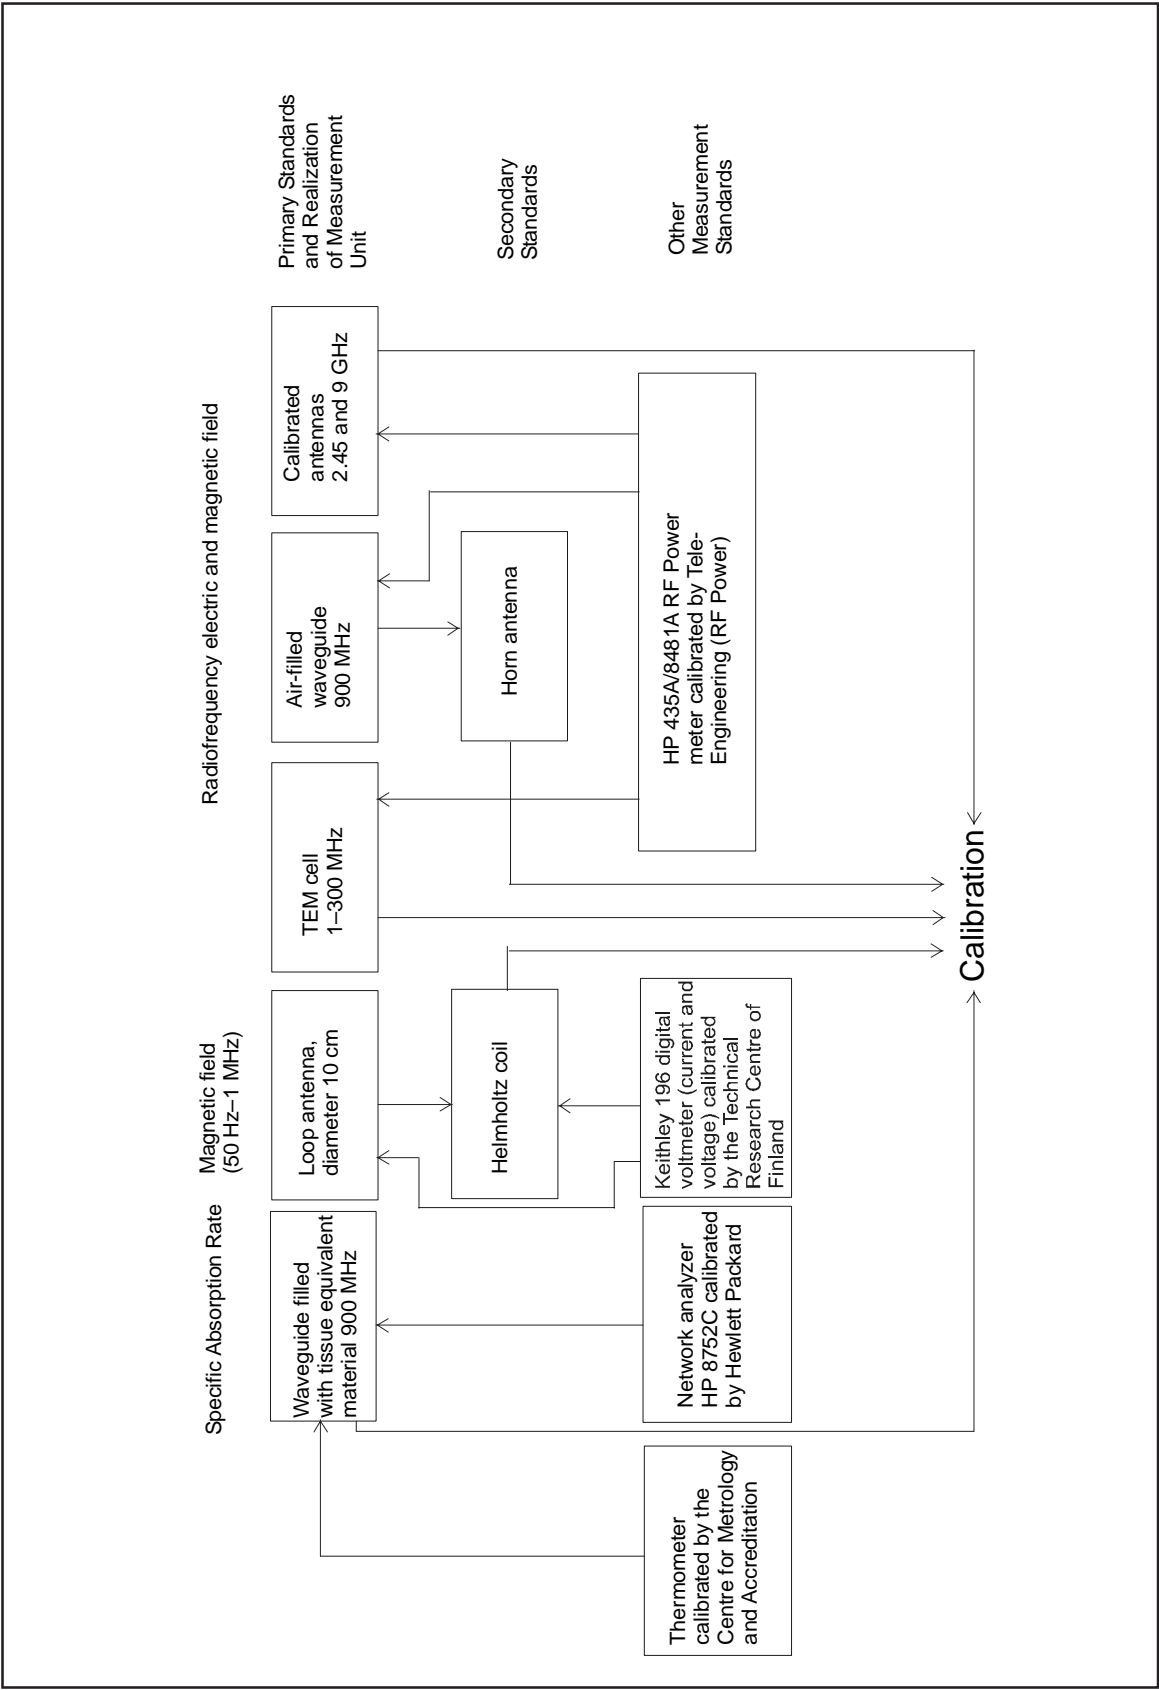 Specific Absorption Rate
Magnetic field
(50 Hz–1 MHz)
Radiofrequency electric and magnetic field
Waveguide filled
with tissue equivalent
material 900 MHz
Loop antenna,
diameter 10 cm
TEM cell
1–300 MHz
Air-filled
waveguide
900 MHz
Calibrated
antennas
2.45 and 9 GHz
Primary Standards
and Realization
of Measurement
Unit
Helmholtz coil
Horn antenna
Secondary
Standards
Thermometer
calibrated by the
Centre for Metrology
and Accreditation
Network analyzer
HP 8752C calibrated
by Hewlett Packard
Keithley 196 digital
voltmeter (current and
voltage) calibrated
by the Technical
Research Centre of
Finland
HP 435A/8481A RF Power
meter calibrated by Tele-
Engineering (RF Power)
Other
Measurement
Standards
Calibration